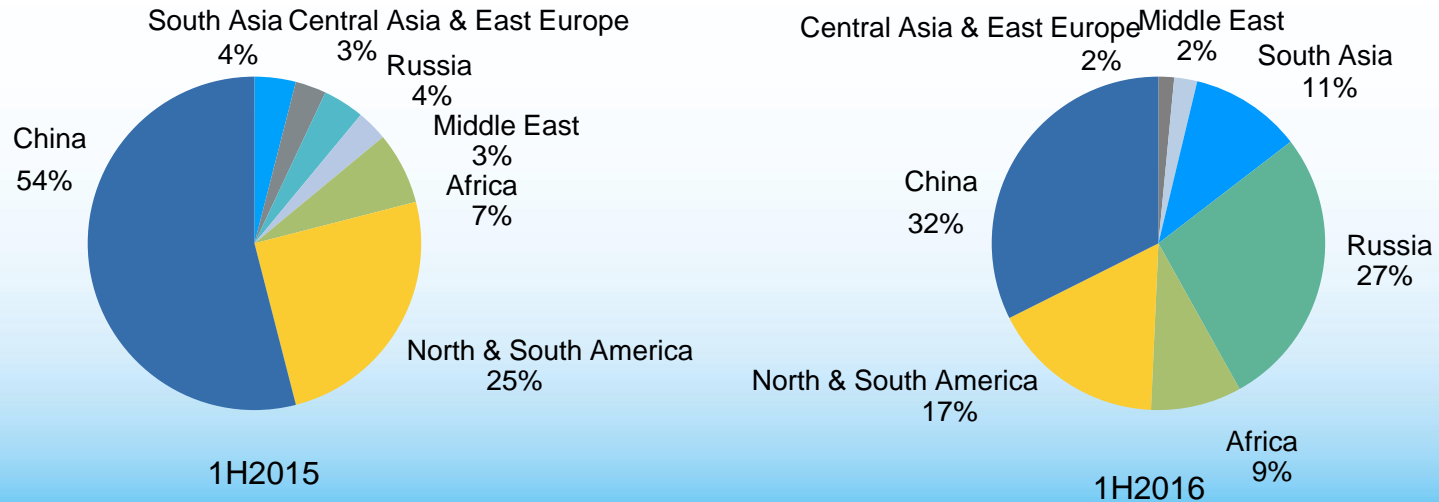 South Asia
4%
Central Asia & East Europe
3%
Russia
4%
Middle East
3%
Africa
7%
North & South America
25%
China
54%
1H2015
Central Asia & East Europe
2%
Middle East
2%
South Asia
11%
Russia
27%
Africa
9%
North & South America
17%
China
32%
1H2016